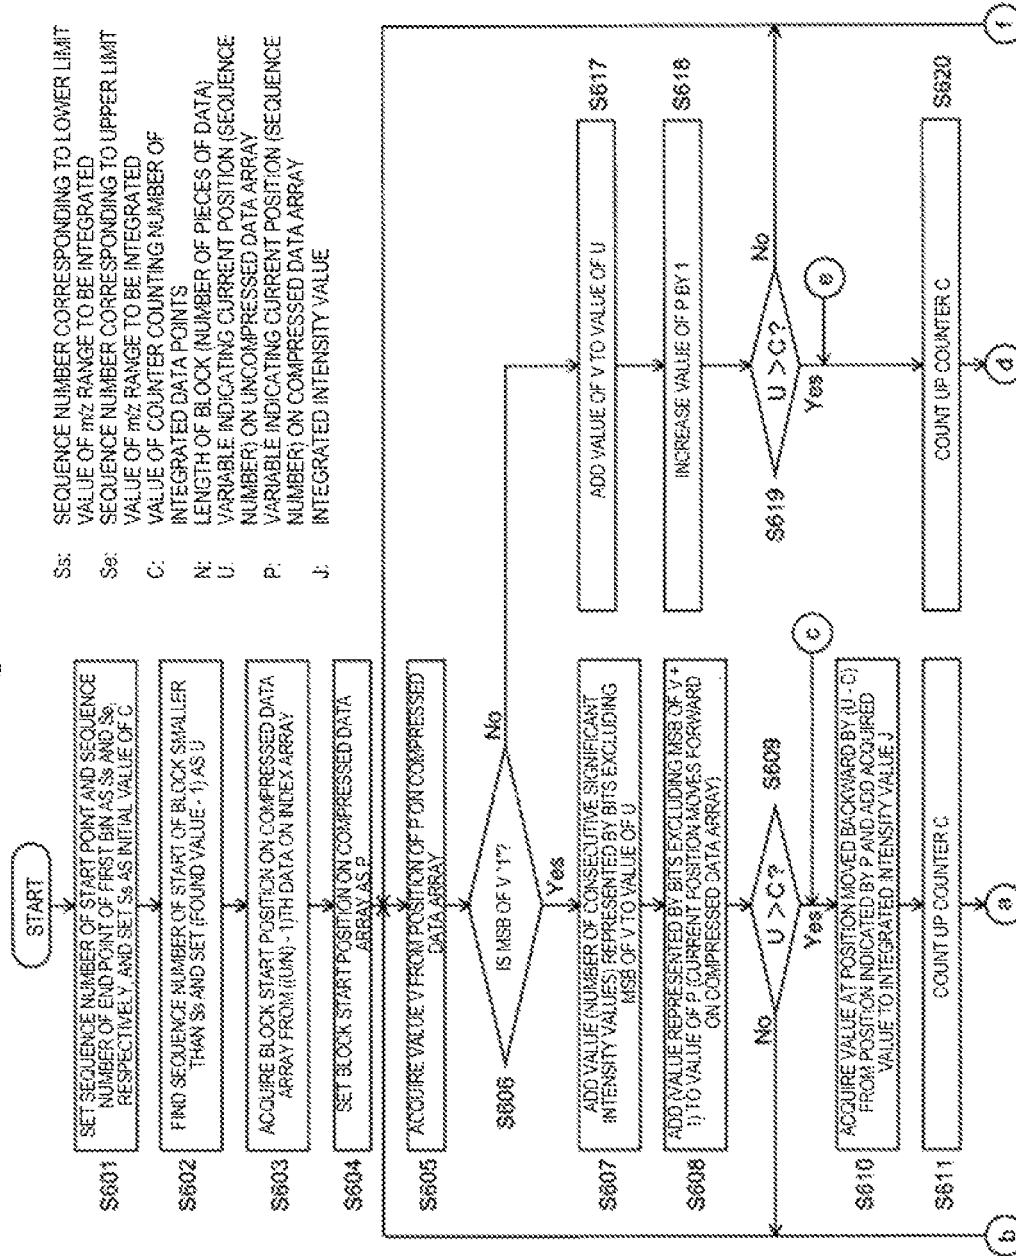 START
SET SEQUENCE NUMBER OF START POINT AND SEQUENCE
NUMBER OF END POINT OF FIRST BIN AS Ss AND Se,
RESPECTIVELY, AND SET Ss AS INITIAL VALUE OF C
S601
FIND SEQUENCE NUMBER OF START OF BLOCK SMALLER
THAN Ss AND SET (FOUND VALUE - 1) AS U
S602
ACQUIRE BLOCK START POSITION ON COMPRESSED DATA
ARRAY FROM ((U/N) - 1)TH DATA ON INDEX ARRAY
S603
SET BLOCK START POSITION ON COMPRESSED DATA
ARRAY AS P
S604
ACQUIRE VALUE V FROM POSITION OF P ON COMPRESSED
DATA ARRAY
S605
IS MSB OF V "1"?
S606
Yes
No
ADD VALUE (NUMBER OF CONSECUTIVE SIGNIFICANT
INTENSITY VALUES) REPRESENTED BY BITS EXCLUDING
MSB OF V TO VALUE OF U
S607
ADD (VALUE REPRESENTED BY BITS EXCLUDING MSB OF V +
1) TO VALUE OF P (CURRENT POSITION MOVES FORWARD
ON COMPRESSED DATA ARRAY)
S608
U > C?
S609
No
Yes
c
ACQUIRE VALUE AT POSITION MOVED BACKWARD BY (U - C)
FROM POSITION INDICATED BY P AND ADD ACQUIRED
VALUE TO INTEGRATED INTENSITY VALUE J
S610
COUNT UP COUNTER C
S611
b
a
Ss: SEQUENCE NUMBER CORRESPONDING TO LOWER LIMIT
VALUE OF m/z RANGE TO BE INTEGRATED
Se: SEQUENCE NUMBER CORRESPONDING TO UPPER LIMIT
VALUE OF m/z RANGE TO BE INTEGRATED
C: VALUE OF COUNTER COUNTING NUMBER OF
INTEGRATED DATA POINTS
N: LENGTH OF BLOCK (NUMBER OF PIECES OF DATA)
U: VARIABLE INDICATING CURRENT POSITION (SEQUENCE
NUMBER) ON UNCOMPRESSED DATA ARRAY
P: VARIABLE INDICATING CURRENT POSITION (SEQUENCE
NUMBER) ON COMPRESSED DATA ARRAY
J: INTEGRATED INTENSITY VALUE
ADD VALUE OF V TO VALUE OF U
S617
INCREASE VALUE OF P BY 1
S618
U > C?
S619
No
Yes
e
COUNT UP COUNTER C
S620
d
f